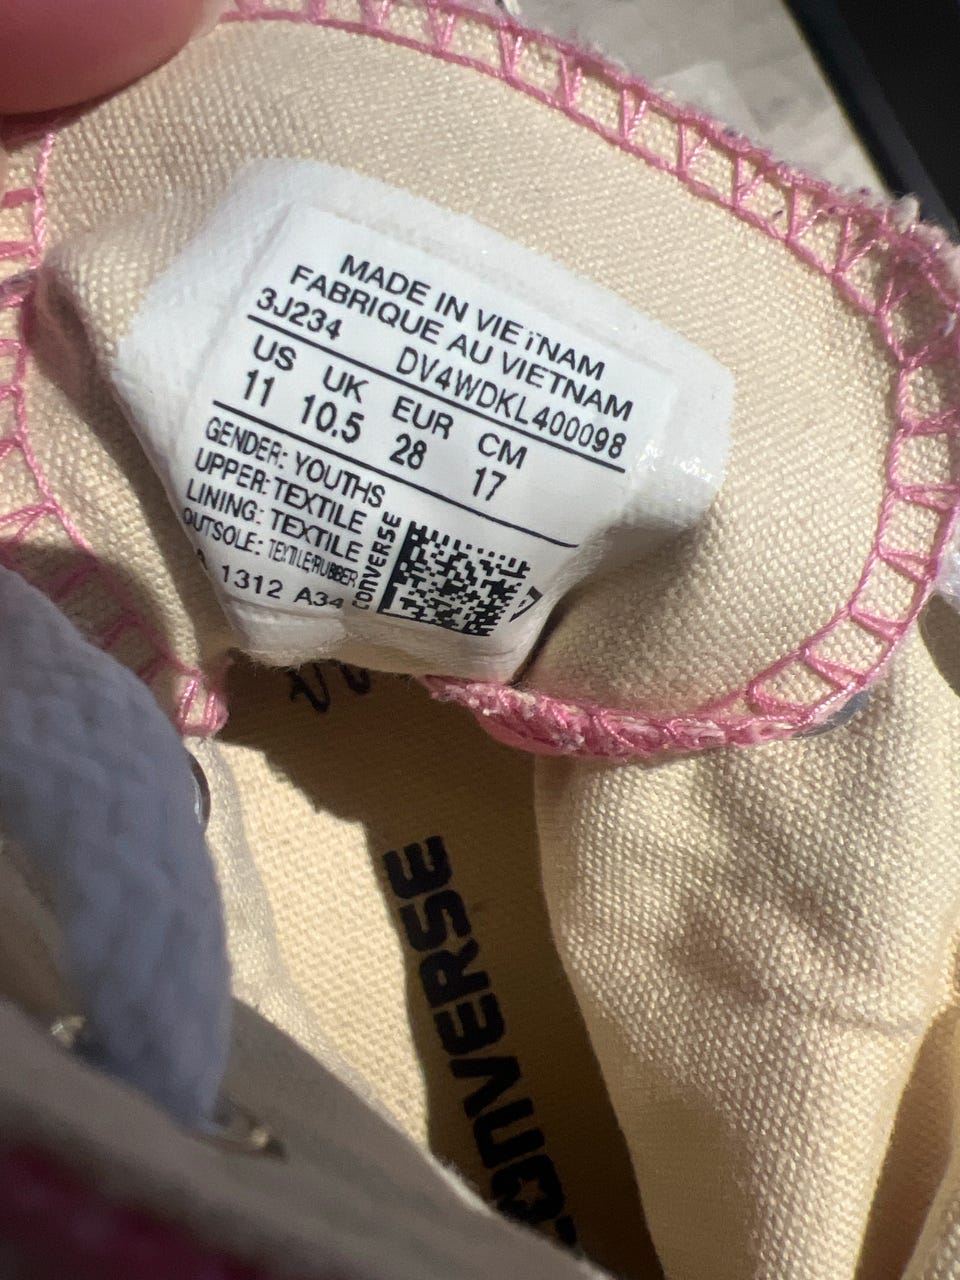 MADE IN VIETNAM
FABRIQUE AU VIETNAM
3J234 DV4WDKL400098
US UK EUR CM
11 10.5 28 17
GENDER: YOUTHS
UPPER: TEXTILE
LINING: TEXTILE
OUTSOLE: TEXTILE/RUBBER
1312 A34
CONVERSE
CONVERSE